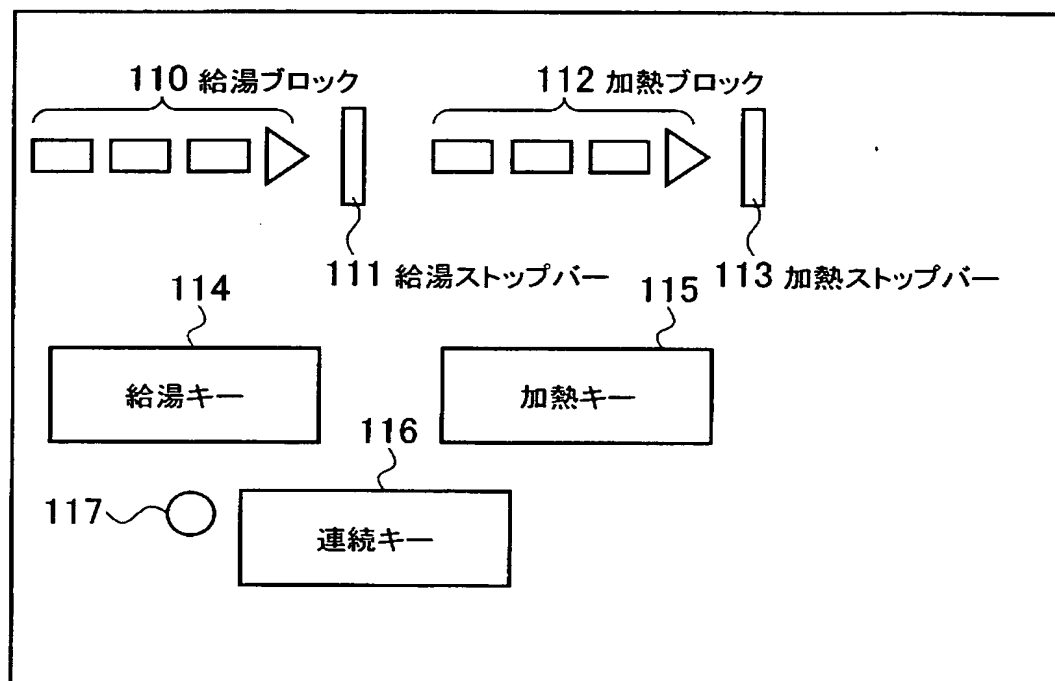 110 給湯ブロック
112 加熱ブロック
111 給湯ストップバー
113 加熱ストップバー
114
115
給湯キー
加熱キー
116
117
連続キー